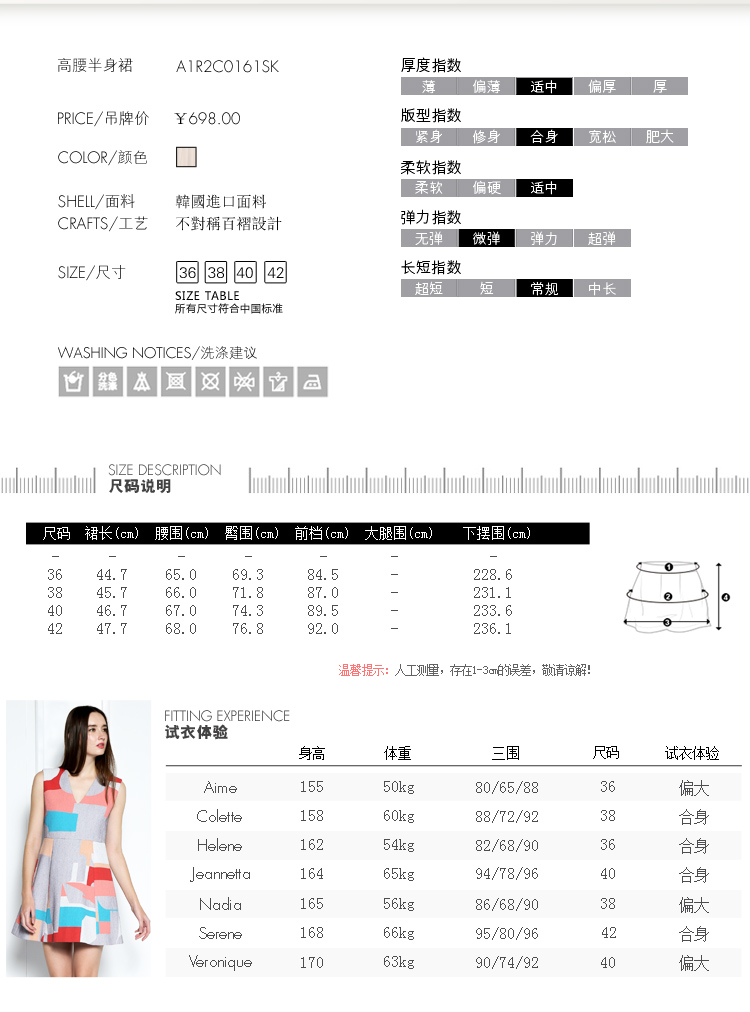 高腰半身裙 A1R2C0161SK
PRICE/吊牌价 ￥698.00
COLOR/颜色
SHELL/面料 韓國進口面料
CRAFTS/工艺 不對稱百褶設計
SIZE/尺寸 36 38 40 42
SIZE TABLE
所有尺寸符合中国标准
WASHING NOTICES/洗涤建议
分色
洗涤
厚度指数
薄 偏薄 适中 偏厚 厚
版型指数
紧身 修身 合身 宽松 肥大
柔软指数
柔软 偏硬 适中
弹力指数
无弹 微弹 弹力 超弹
长短指数
超短 短 常规 中长
SIZE DESCRIPTION
尺码说明
尺码 裙长(cm) 腰围(cm) 臀围(cm) 前裆(cm) 大腿围(cm) 下摆围(cm)
- - - - - - -
36 44.7 65.0 69.3 84.5 - 228.6
38 45.7 66.0 71.8 87.0 - 231.1
40 46.7 67.0 74.3 89.5 - 233.6
42 47.7 68.0 76.8 92.0 - 236.1
1
2
3
4
温馨提示: 人工测量，存在1-3cm的误差，敬请谅解!
FITTING EXPERIENCE
试衣体验
身高 体重 三围 尺码 试衣体验
Aime 155 50kg 80/65/88 36 偏大
Colette 158 60kg 88/72/92 38 合身
Helene 162 54kg 82/68/90 36 合身
Jeannetta 164 65kg 94/78/96 40 合身
Nadia 165 56kg 86/68/90 38 偏大
Serene 168 66kg 95/80/96 42 合身
Veronique 170 63kg 90/74/92 40 偏大